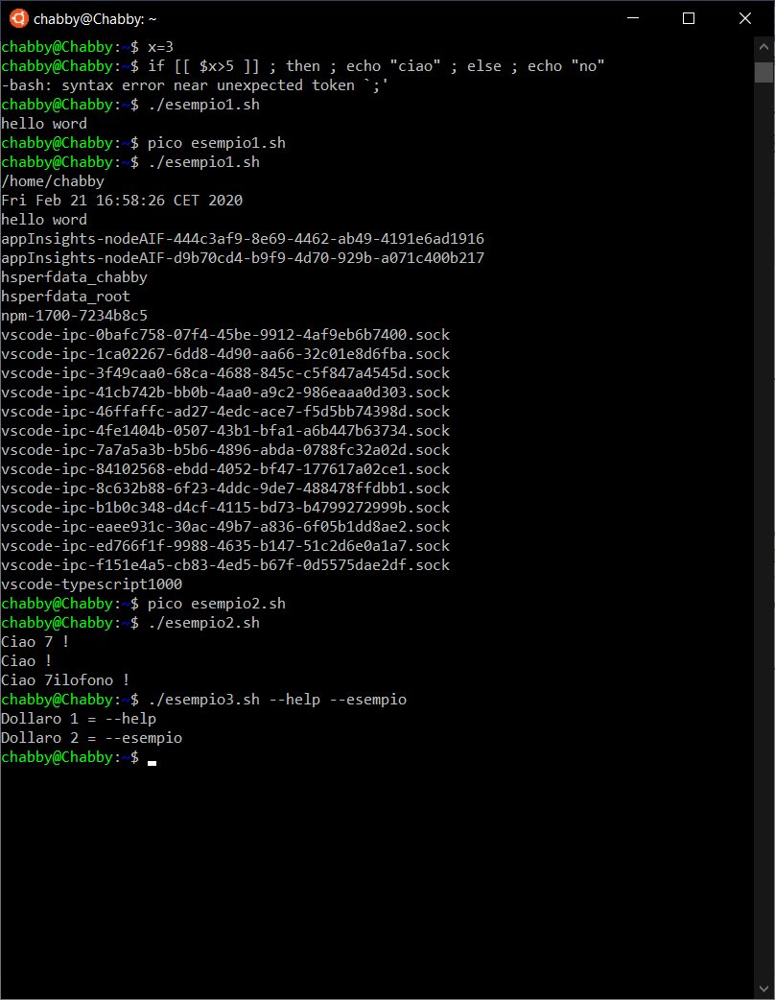 chabby@Chabby: ~
chabby@Chabby:~$ x=3
chabby@Chabby:~$ if [[ $x>5 ]] ; then ; echo "ciao" ; else ; echo "no"
-bash: syntax error near unexpected token `;'
chabby@Chabby:~$ ./esempio1.sh
hello word
chabby@Chabby:~$ pico esempio1.sh
chabby@Chabby:~$ ./esempio1.sh
/home/chabby
Fri Feb 21 16:58:26 CET 2020
hello word
appInsights-nodeAIF-444c3af9-8e69-4462-ab49-4191e6ad1916
appInsights-nodeAIF-d9b70cd4-b9f9-4d70-929b-a071c400b217
hsperfdata_chabby
hsperfdata_root
npm-1700-7234b8c5
vscode-ipc-0bafc758-07f4-45be-9912-4af9eb6b7400.sock
vscode-ipc-1ca02267-6dd8-4d90-aa66-32c01e8d6fba.sock
vscode-ipc-3f49caa0-68ca-4688-845c-c5f847a4545d.sock
vscode-ipc-41cb742b-bb0b-4aa0-a9c2-986eaaa0d303.sock
vscode-ipc-46ffaffc-ad27-4edc-ace7-f5d5bb74398d.sock
vscode-ipc-4fe1404b-0507-43b1-bfa1-a6b447b63734.sock
vscode-ipc-7a7a5a3b-b5b6-4896-abda-0788fc32a02d.sock
vscode-ipc-84102568-ebdd-4052-bf47-177617a02ce1.sock
vscode-ipc-8c632b88-6f23-4ddc-9de7-488478ffdbb1.sock
vscode-ipc-b1b0c348-d4cf-4115-bd73-b4799272999b.sock
vscode-ipc-eaee931c-30ac-49b7-a836-6f05b1dd8ae2.sock
vscode-ipc-ed766f1f-9988-4635-b147-51c2d6e0a1a7.sock
vscode-ipc-f151e4a5-cb83-4ed5-b67f-0d5575dae2df.sock
vscode-typescript1000
chabby@Chabby:~$ pico esempio2.sh
chabby@Chabby:~$ ./esempio2.sh
Ciao 7 !
Ciao !
Ciao 7ilofono !
chabby@Chabby:~$ ./esempio3.sh --help --esempio
Dollaro 1 = --help
Dollaro 2 = --esempio
chabby@Chabby:~$